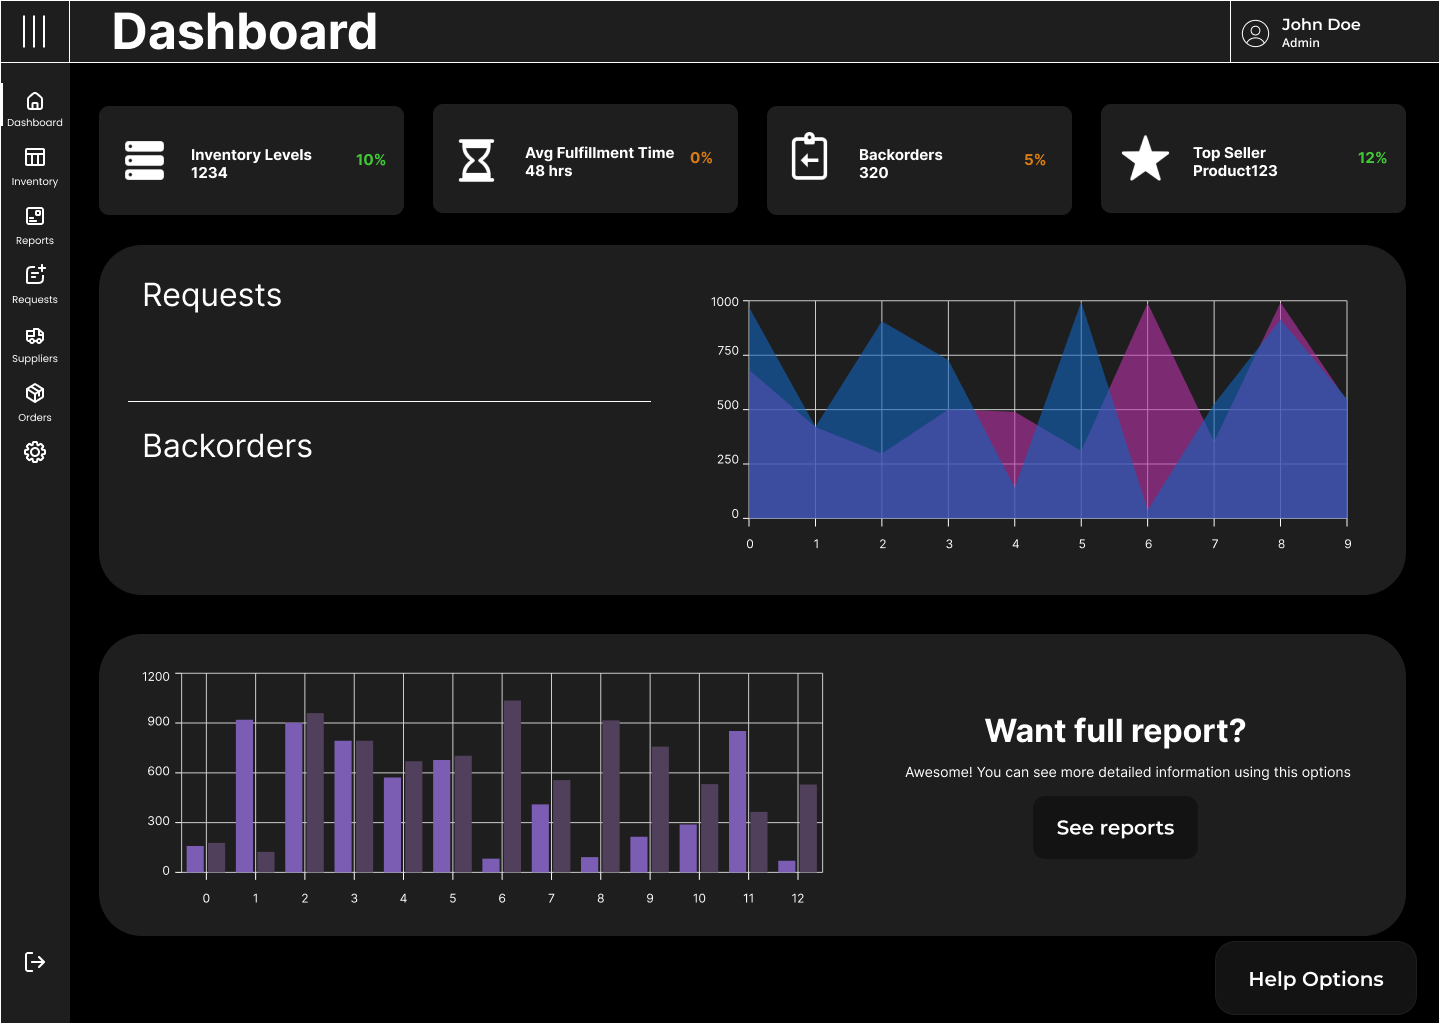 Dashboard
John Doe
Admin
Dashboard
Inventory
Reports
Requests
Suppliers
Orders
Inventory Levels
1234
10%
Avg Fulfillment Time
48 hrs
0%
Backorders
320
5%
Top Seller
Product123
12%
Requests
Backorders
1000
750
500
250
0
0 1 2 3 4 5 6 7 8 9
1200
900
600
300
0
0 1 2 3 4 5 6 7 8 9 10 11 12
Want full report?
Awesome! You can see more detailed information using this options
See reports
Help Options